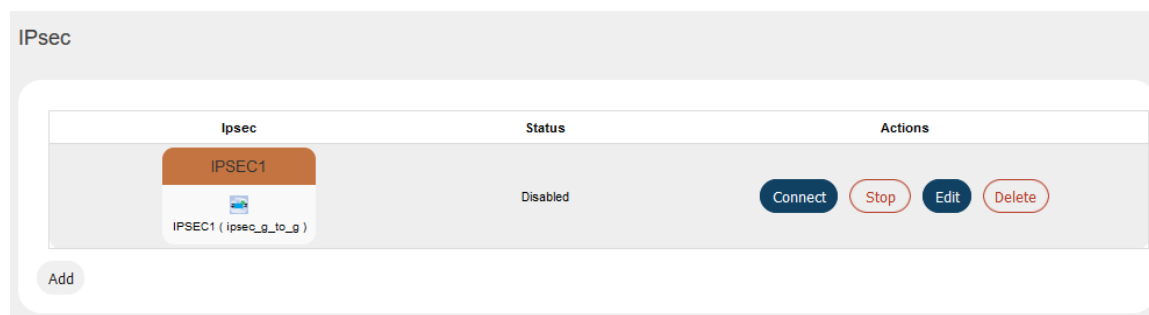 IPsec
Ipsec Status Actions
IPSEC1
IPSEC1 ( ipsec_g_to_g )
Disabled
Connect Stop Edit Delete
Add